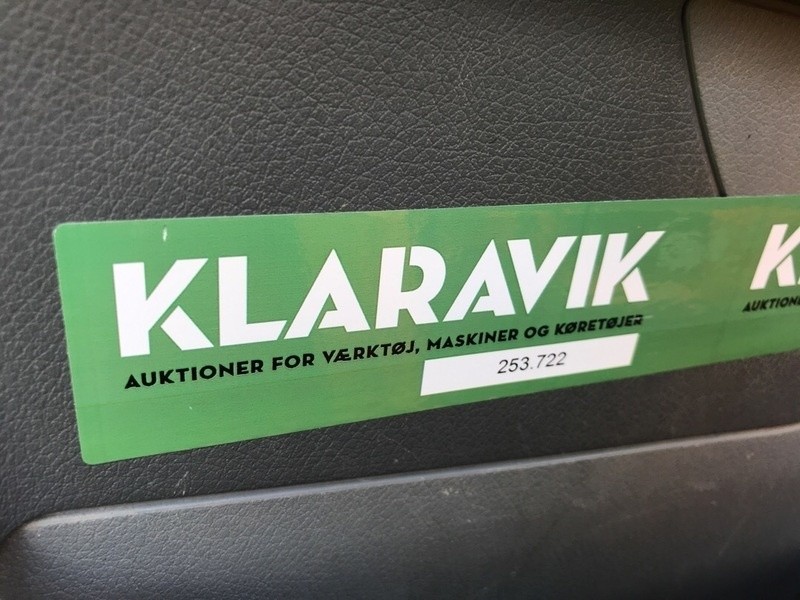 KLARAVIK
AUKTIONER FOR VÆRKTØJ, MASKINER OG KØRETØJER
253.722